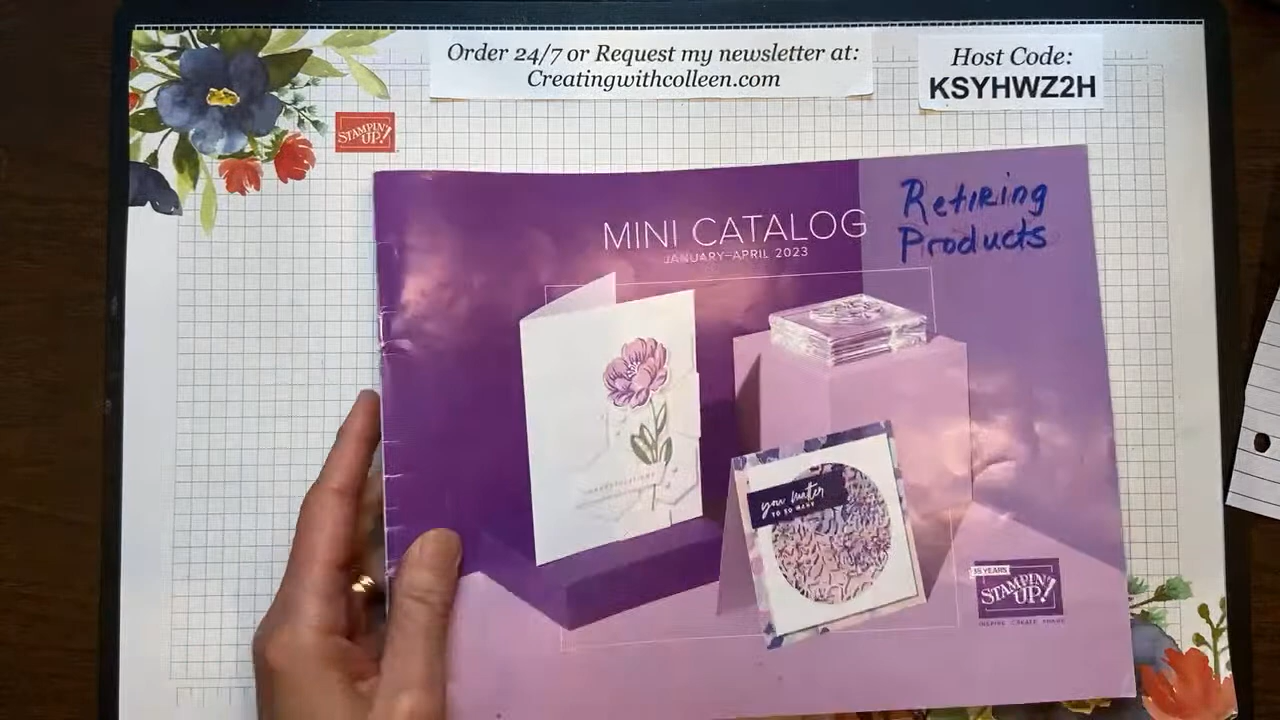 Order 24/7 or Request my newsletter at:
Creatingwithcolleen.com
Host Code:
KSYHWZ2H
STAMPIN'
UP!
Retiring
Products
MINI CATALOG
JANUARY–APRIL 2023
CONGRATULATIONS
you matter
TO SO MANY
35 YEARS
STAMPIN'
UP!
INSPIRE CREATE SHARE